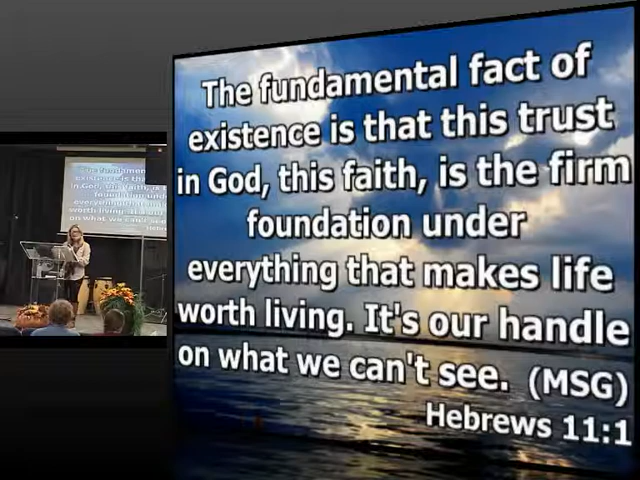 The fundamental fact of
existence is that this trust
in God, this faith, is the firm
foundation under
everything that makes life
worth living. It's our handle
on what we can't see. (MSG)
Hebrews 11:1